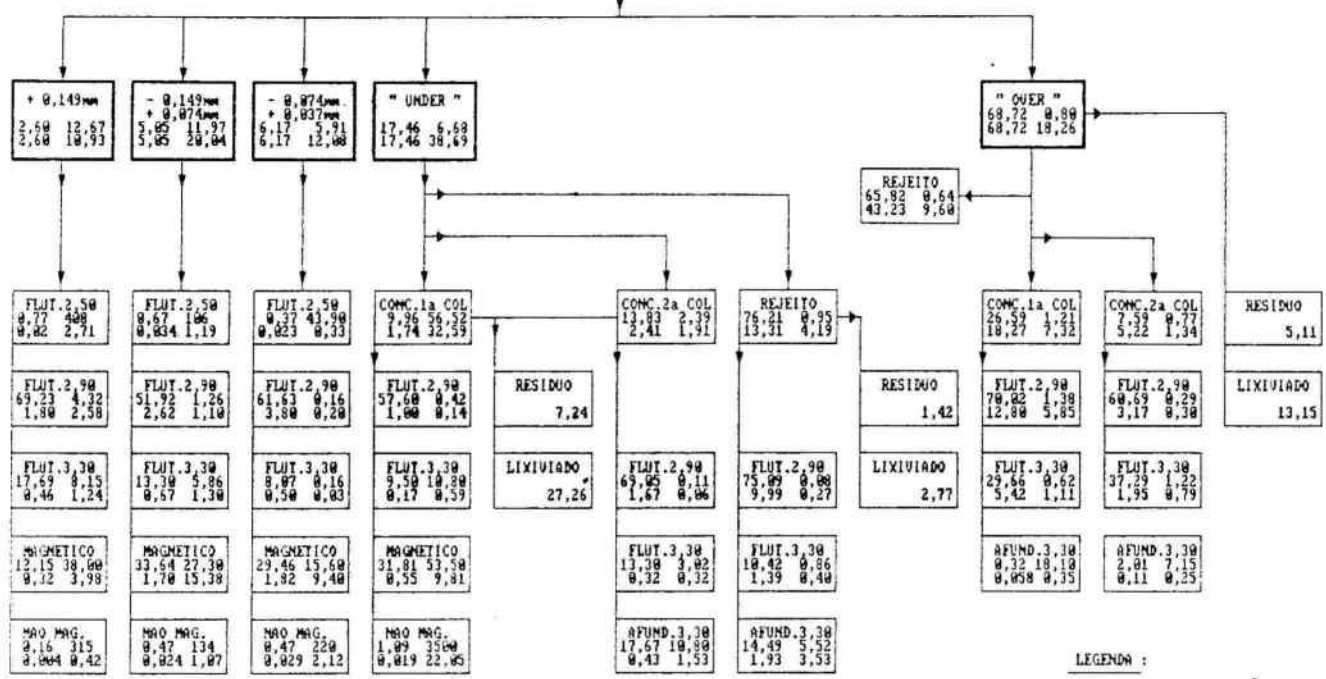 + 0,149mm
2,60 12,67
2,60 10,93
- 0,149mm
+ 0,074mm
5,05 11,97
5,05 20,04
- 0,074mm.
+ 0,037mm
6,17 5,91
6,17 12,08
" UNDER "
17,46 6,68
17,46 38,69
" OVER "
68,72 0,80
68,72 18,26
REJEITO
65,82 0,64
43,23 9,60
FLUT.2,50
0,77 408
0,02 2,71
FLUT.2,50
0,67 106
0,034 1,19
FLUT.2,50
0,37 43,90
0,023 0,33
CONC.1a COL
9,96 56,52
1,74 32,59
CONC.2a COL
13,83 2,39
2,41 1,91
REJEITO
76,21 0,95
13,31 4,19
CONC.1a COL
26,59 1,21
18,27 7,32
CONC.2a COL
7,59 0,77
5,22 1,34
RESIDUO
5,11
FLUT.2,90
69,23 4,32
1,80 2,58
FLUT.2,90
51,92 1,26
2,62 1,10
FLUT.2,90
61,63 0,16
3,80 0,20
FLUT.2,90
57,60 0,42
1,00 0,14
RESIDUO
7,24
RESIDUO
1,42
FLUT.2,90
70,02 1,38
12,80 5,85
FLUT.2,90
60,69 0,29
3,17 0,30
LIXIVIADO
13,15
FLUT.3,30
17,69 8,15
0,46 1,24
FLUT.3,30
13,30 5,86
0,67 1,30
FLUT.3,30
8,07 0,16
0,50 0,03
FLUT.3,30
9,50 10,80
0,17 0,59
LIXIVIADO
27,26
FLUT.2,90
69,05 0,11
1,67 0,06
FLUT.2,90
75,09 0,08
9,99 0,27
LIXIVIADO
2,77
FLUT.3,30
29,66 0,62
5,42 1,11
FLUT.3,30
37,29 1,22
1,95 0,79
MAGNETICO
12,15 38,00
0,32 3,98
MAGNETICO
33,64 27,30
1,70 15,38
MAGNETICO
29,46 15,60
1,82 9,40
MAGNETICO
31,81 53,50
0,55 9,81
FLUT.3,30
13,30 3,02
0,32 0,32
FLUT.3,30
10,42 0,86
1,39 0,40
AFUND.3,30
0,32 18,10
0,058 0,35
AFUND.3,30
2,01 7,15
0,11 0,25
NAO MAG.
0,16 315
0,004 0,42
NAO MAG.
0,47 134
0,024 1,07
NAO MAG.
0,47 220
0,029 2,12
NAO MAG.
1,09 3500
0,019 22,05
AFUND.3,30
17,67 10,80
0,43 1,53
AFUND.3,30
14,49 5,52
1,93 3,53
LEGENDA :